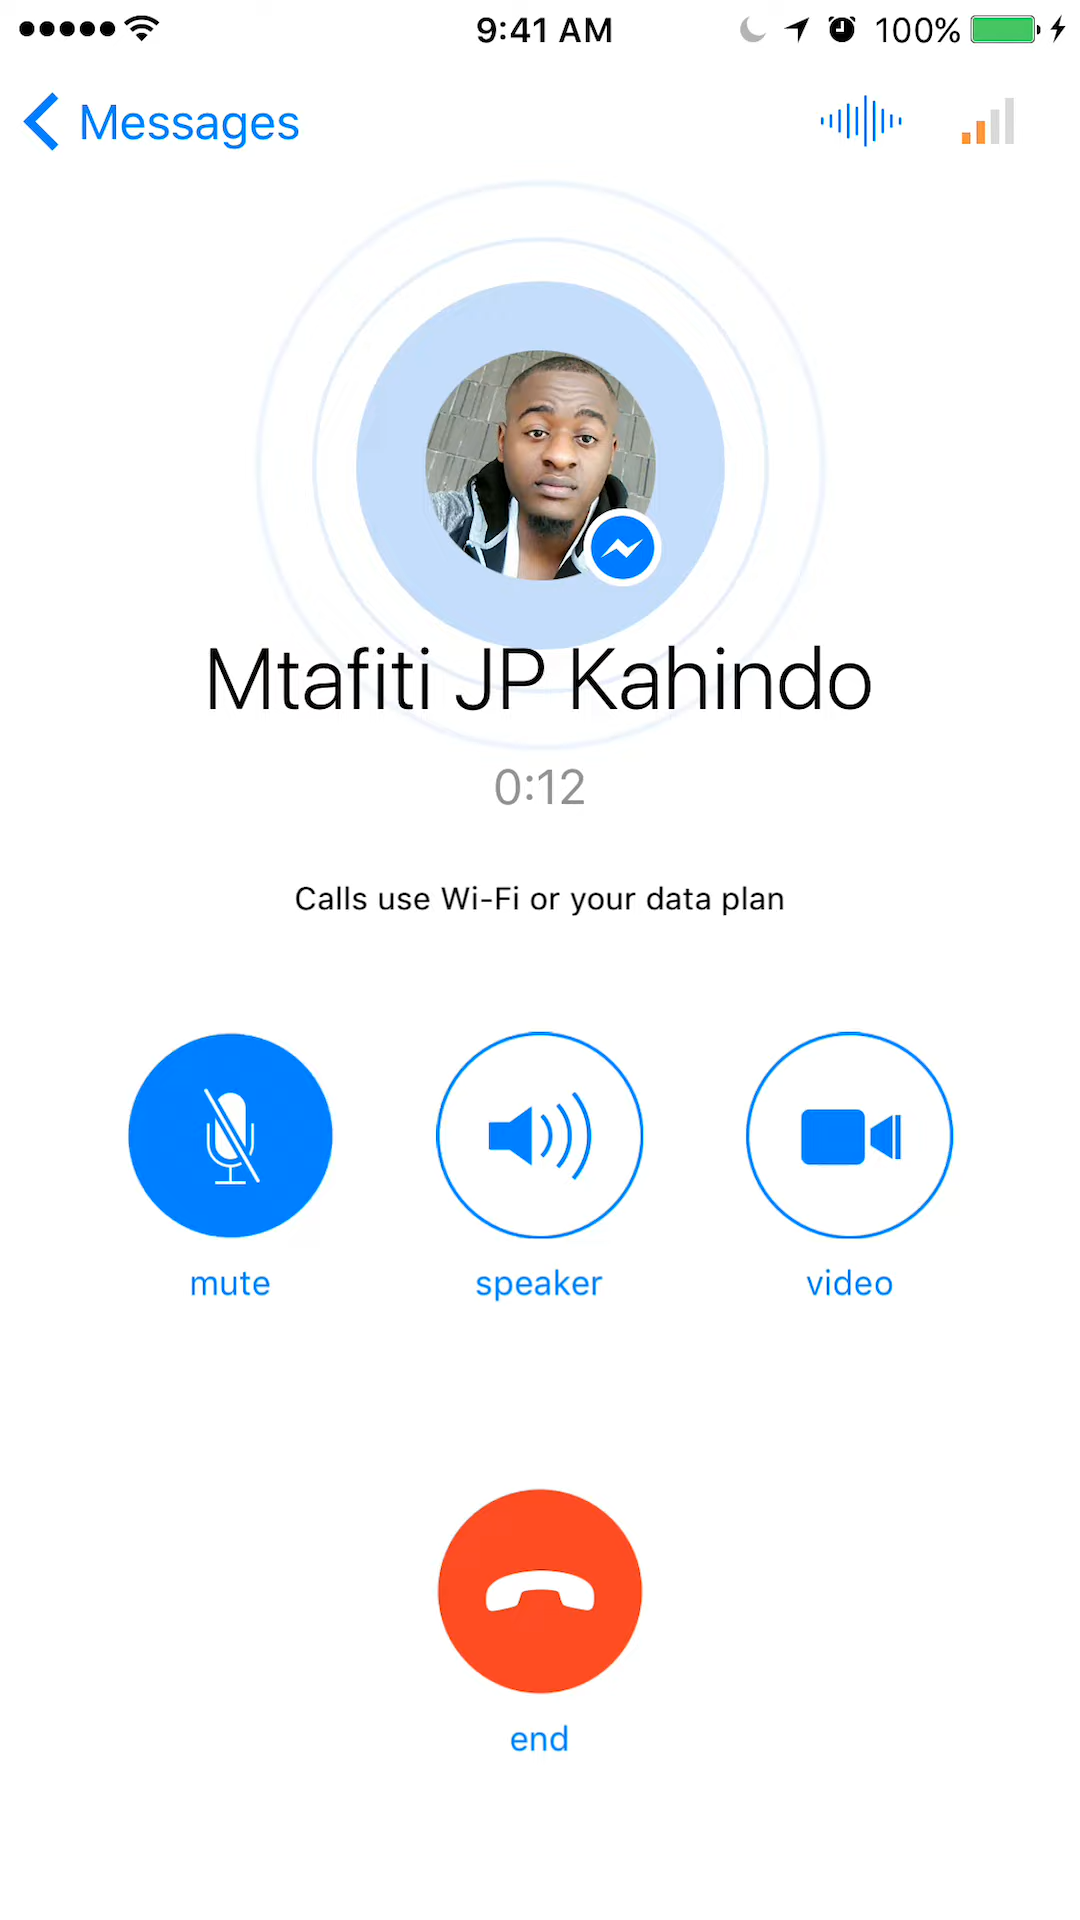 9:41 AM 100%
Messages
Mtafiti JP Kahindo
0:12
Calls use Wi-Fi or your data plan
mute speaker video
end